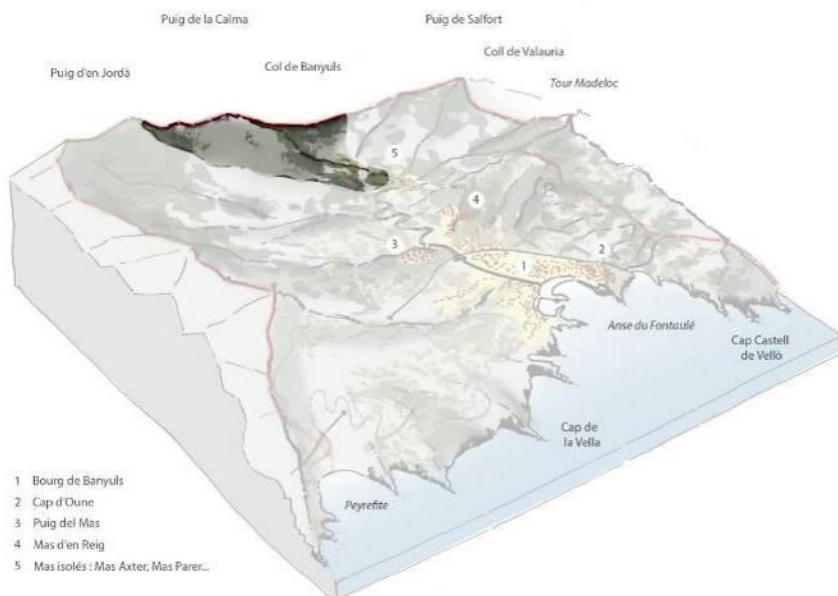 Puig de la Calma
Puig de Salfort
Puig d'en Jordà
Col de Banyuls
Coll de Valauria
Tour Madeloc
5
4
3
2
1
Anse du Fontaulé
Cap Castell
de Vellò
Cap de
la Vella
Peyrefite
1 Bourg de Banyuls
2 Cap d'Oune
3 Puig del Mas
4 Mas d'en Reig
5 Mas isolés : Mas Axter, Mas Parer...